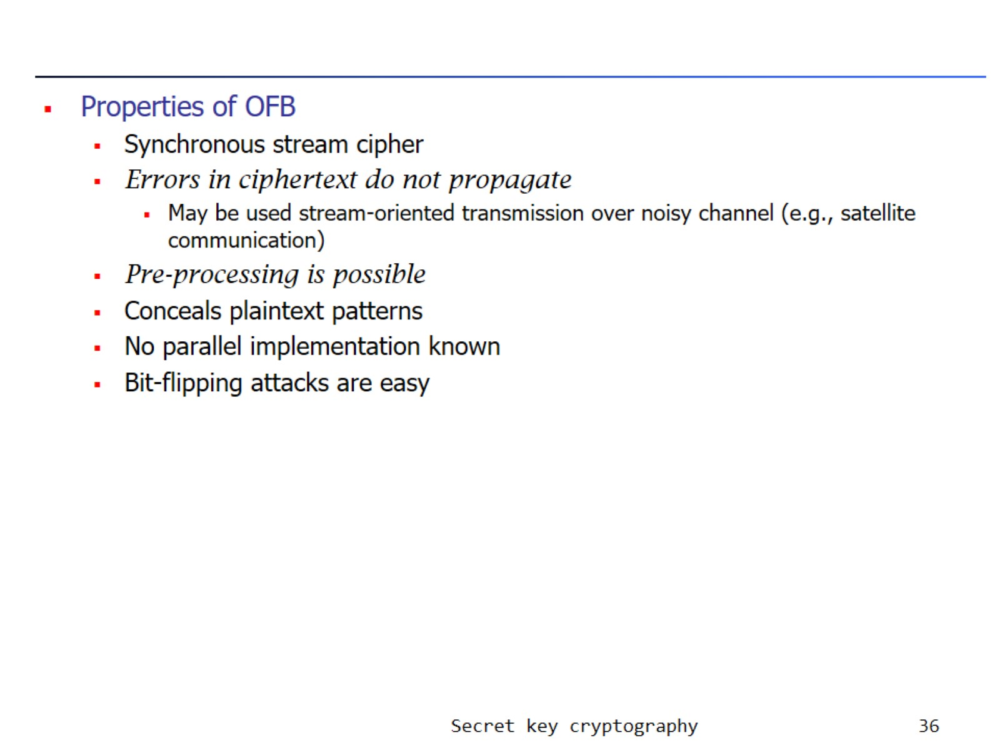 Properties of OFB
Synchronous stream cipher
Errors in ciphertext do not propagate
May be used stream-oriented transmission over noisy channel (e.g., satellite
communication)
Pre-processing is possible
Conceals plaintext patterns
No parallel implementation known
Bit-flipping attacks are easy
Secret key cryptography
36